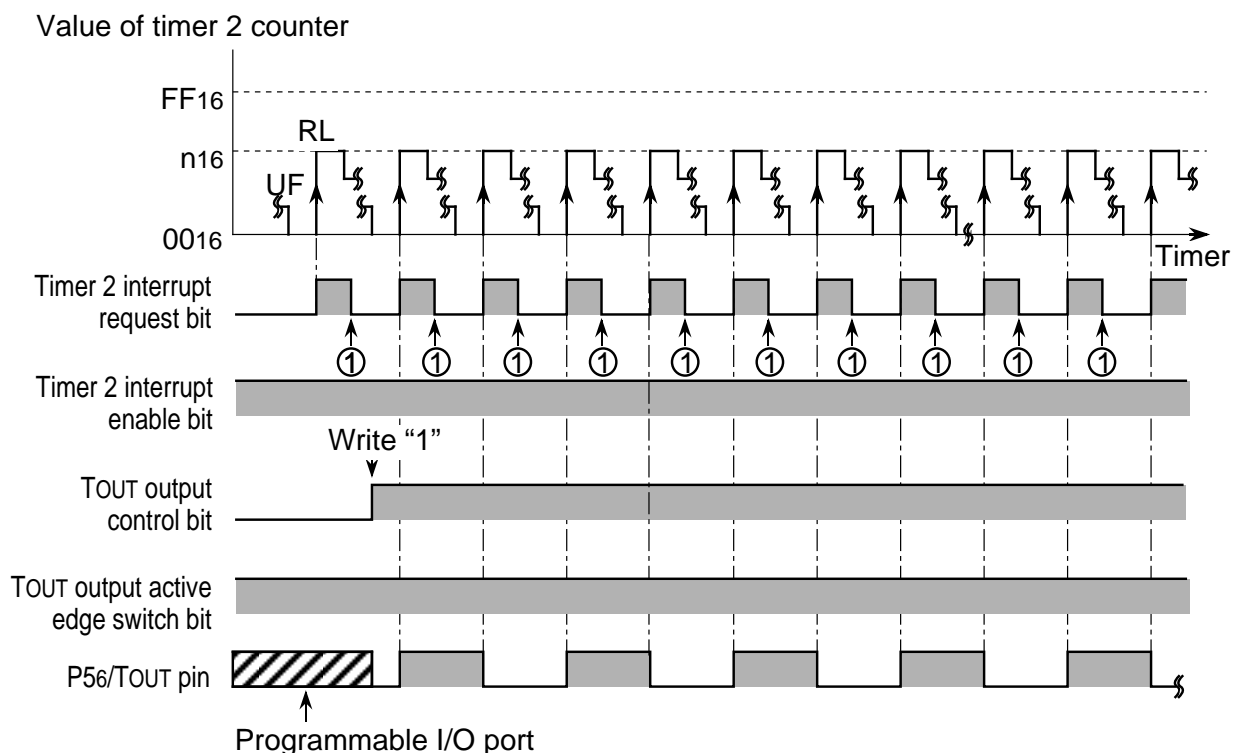 Value of timer 2 counter
FF16
RL
n16
UF
0016
Timer
Timer 2 interrupt
request bit
① ① ① ① ① ① ① ① ① ①
Timer 2 interrupt
enable bit
Write “1”
TOUT output
control bit
TOUT output active
edge switch bit
P56/TOUT pin
Programmable I/O port